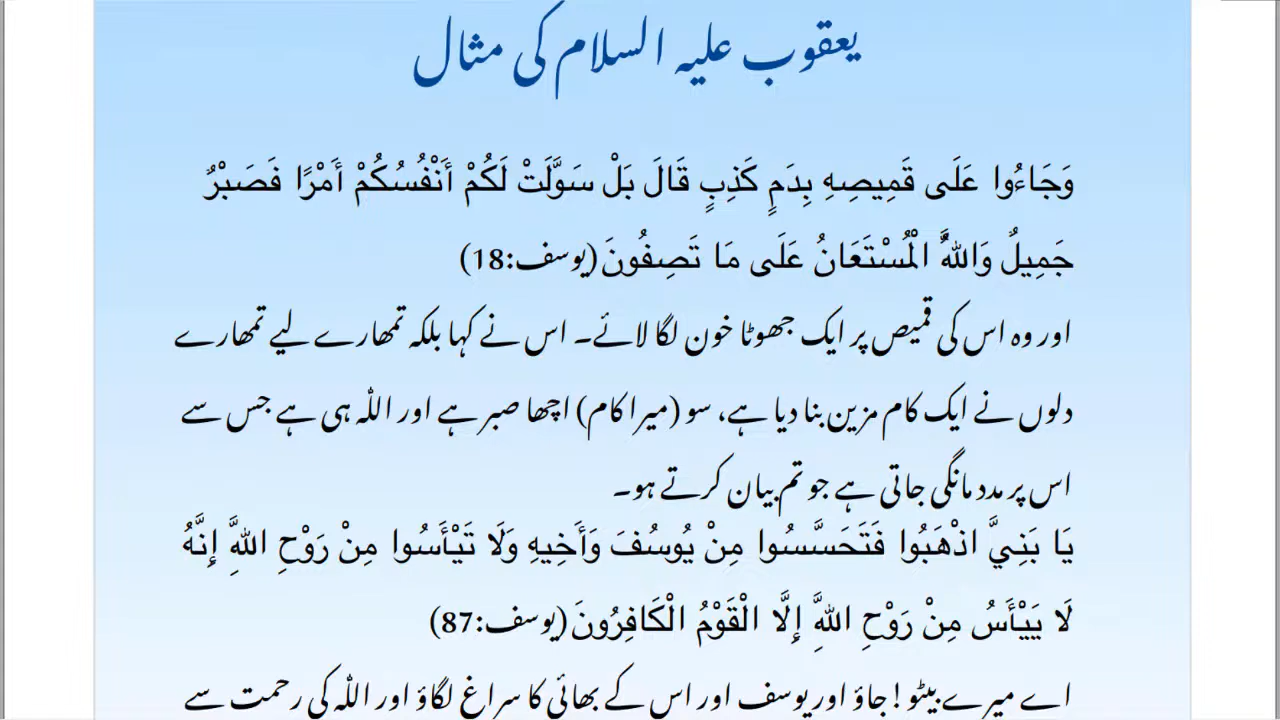 یعقوب علیہ السلام کی مثال
وَجَاءُوا عَلَى قَمِيصِهِ بِدَمٍ كَذِبٍ قَالَ بَلْ سَوَّلَتْ لَكُمْ أَنْفُسُكُمْ أَمْرًا فَصَبْرٌ
جَمِيلٌ وَاللَّهُ الْمُسْتَعَانُ عَلَى مَا تَصِفُونَ(یوسف:18)
اور وہ اس کی قمیص پر ایک جھوٹا خون لگا لائے۔ اس نے کہا بلکہ تمھارے لیے تمھارے
دلوں نے ایک کام مزین بنا دیا ہے، سو (میرا کام) اچھا صبر ہے اور اللہ ہی ہے جس سے
اس پر مدد مانگی جاتی ہے جو تم بیان کرتے ہو۔
يَا بَنِيَّ اذْهَبُوا فَتَحَسَّسُوا مِنْ يُوسُفَ وَأَخِيهِ وَلَا تَيْأَسُوا مِنْ رَوْحِ اللَّهِ إِنَّهُ
لَا يَيْأَسُ مِنْ رَوْحِ اللَّهِ إِلَّا الْقَوْمُ الْكَافِرُونَ(یوسف:87)
اے میرے بیٹو! جاؤ اور یوسف اور اس کے بھائی کا سراغ لگاؤ اور اللہ کی رحمت سے